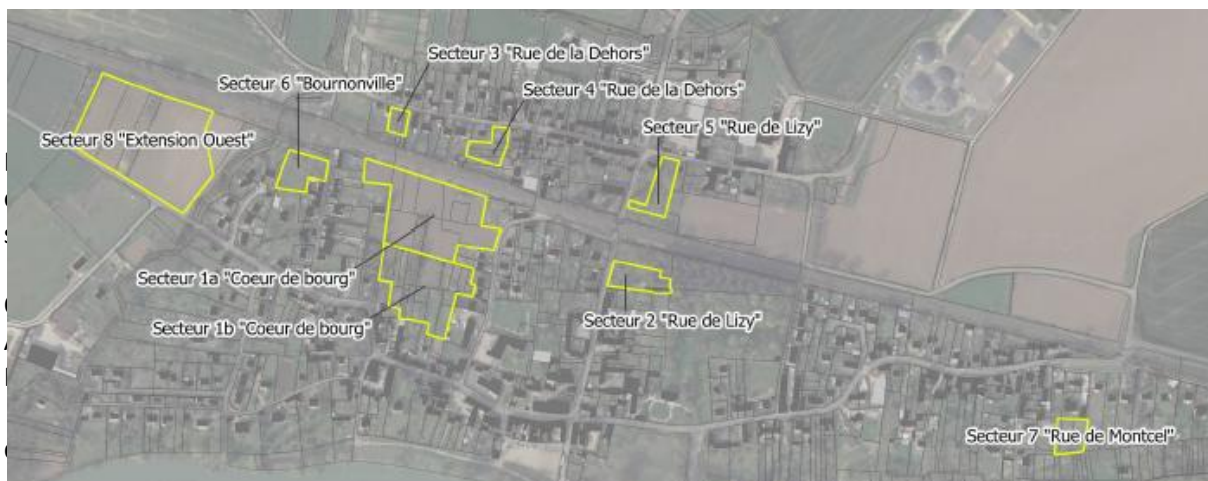 Secteur 3 "Rue de la Dehors"
Secteur 6 "Bournonville"
Secteur 4 "Rue de la Dehors"
Secteur 5 "Rue de Lizy"
Secteur 8 "Extension Ouest"
Secteur 1a "Coeur de bourg"
Secteur 1b "Coeur de bourg"
Secteur 2 "Rue de Lizy"
Secteur 7 "Rue de Montcel"